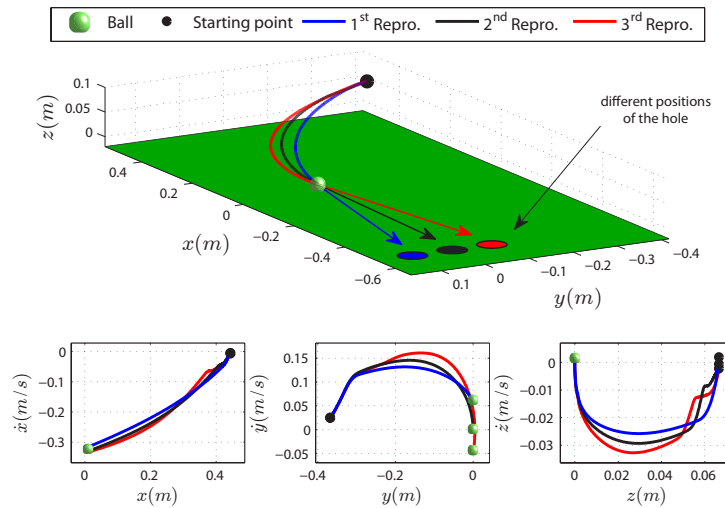 Ball Starting point 1st Repro. 2nd Repro. 3rd Repro.
0.1
0.05
0
z(m)
different positions
of the hole
0.4
0.2
0
−0.2
−0.4
−0.6
x(m)
0.1
0
−0.1
−0.2
−0.3
−0.4
y(m)
0
−0.1
−0.2
−0.3
ẋ(m/s)
0 0.2 0.4
x(m)
0.15
0.1
0.05
0
−0.05
ẏ(m/s)
−0.4 −0.2 0
y(m)
0
−0.01
−0.02
−0.03
ż(m/s)
0 0.02 0.04 0.06
z(m)